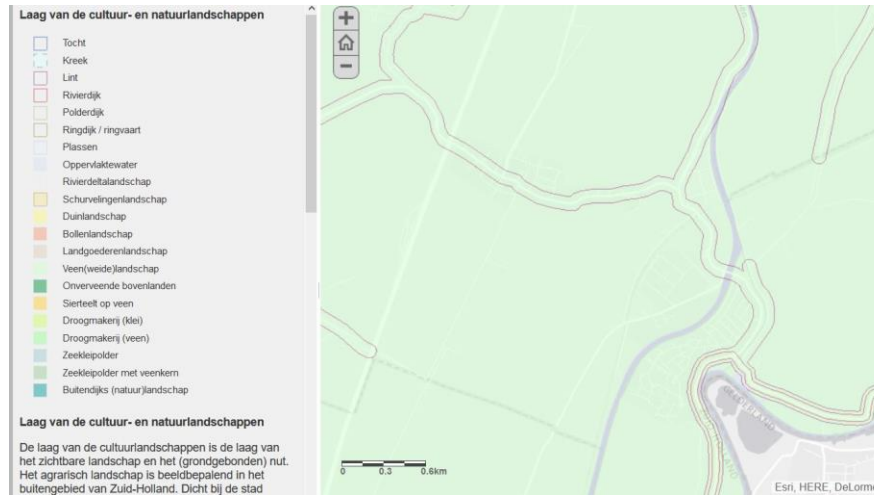 Laag van de cultuur- en natuurlandschappen
Tocht
Kreek
Lint
Rivierdijk
Polderdijk
Ringdijk / ringvaart
Plassen
Oppervlaktewater
Rivierdeltalandschap
Schurvelingenlandschap
Duinlandschap
Bollenlandschap
Landgoederenlandschap
Veen(weide)landschap
Onverveende bovenlanden
Sierteelt op veen
Droogmakerij (klei)
Droogmakerij (veen)
Zeekleipolder
Zeekleipolder met veenkern
Buitendijks (natuur)landschap
Laag van de cultuur- en natuurlandschappen
De laag van de cultuurlandschappen is de laag van
het zichtbare landschap en het (grondgebonden) nut.
Het agrarisch landschap is beeldbepalend in het
buitengebied van Zuid-Holland. Dicht bij de stad
GELDERLAND
0 0.3 0.6km
Esri, HERE, DeLorme